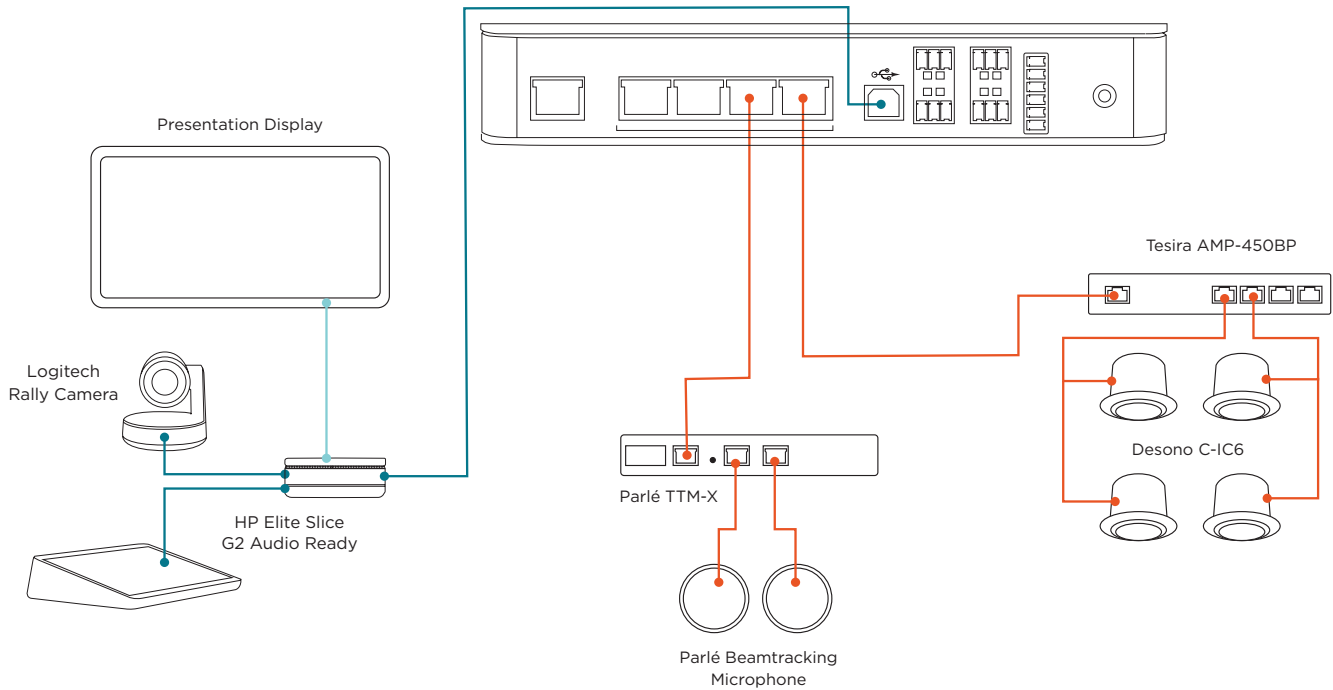 Presentation Display
Tesira AMP-450BP
Logitech
Rally Camera
Desono C-IC6
Parlé TTM-X
HP Elite Slice
G2 Audio Ready
Parlé Beamtracking
Microphone